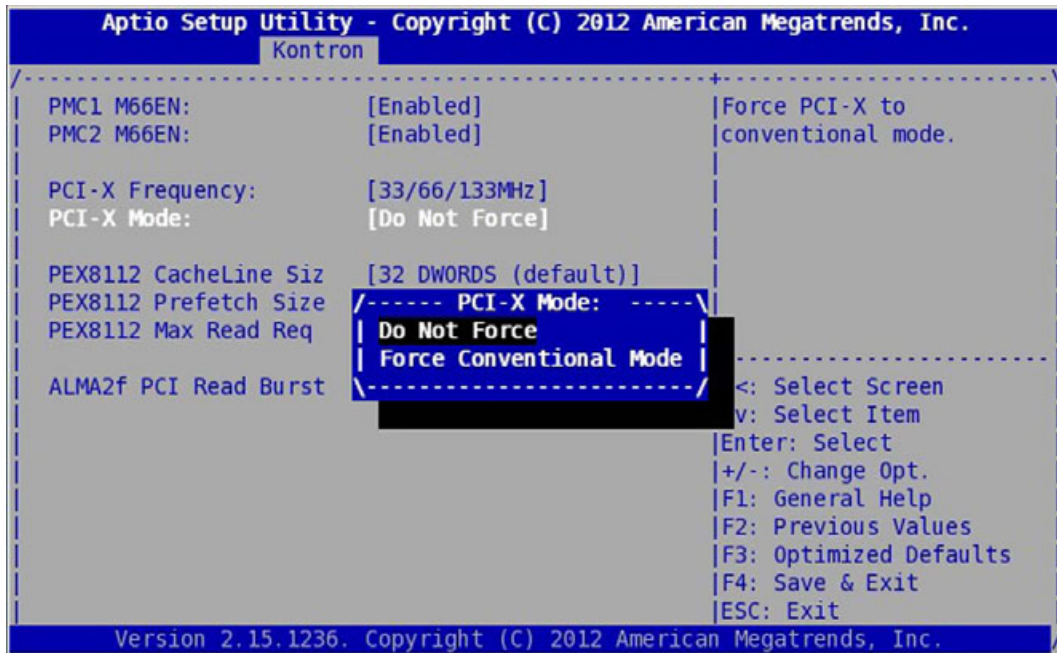 Aptio Setup Utility - Copyright (C) 2012 American Megatrends, Inc.
Kontron
PMC1 M66EN: [Enabled]
PMC2 M66EN: [Enabled]
PCI-X Frequency: [33/66/133MHz]
PCI-X Mode: [Do Not Force]
PEX8112 CacheLine Siz [32 DWORDS (default)]
PEX8112 Prefetch Size
PEX8112 Max Read Req
ALMA2f PCI Read Burst
PCI-X Mode:
Do Not Force
Force Conventional Mode
Force PCI-X to
conventional mode.
<: Select Screen
v: Select Item
Enter: Select
+/-: Change Opt.
F1: General Help
F2: Previous Values
F3: Optimized Defaults
F4: Save & Exit
ESC: Exit
Version 2.15.1236. Copyright (C) 2012 American Megatrends, Inc.